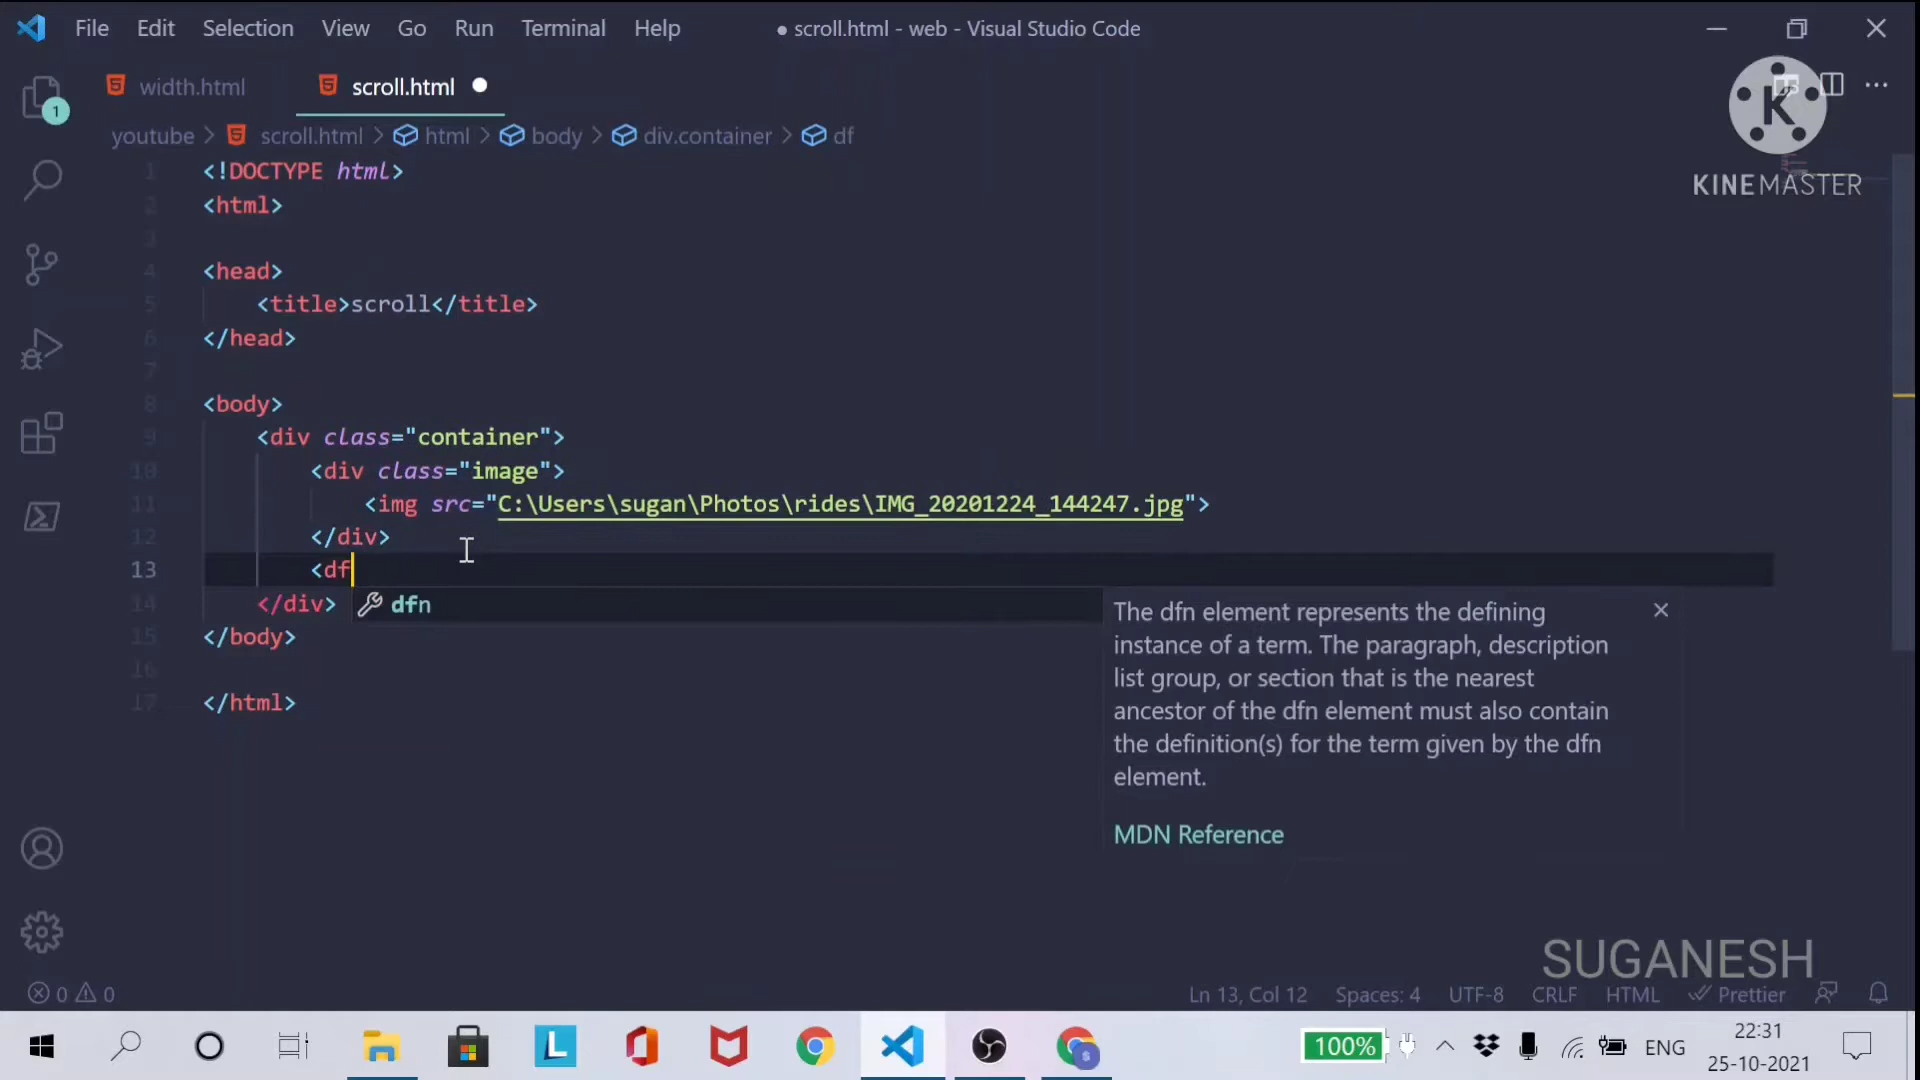 File Edit Selection View Go Run Terminal Help ● scroll.html - web - Visual Studio Code
width.html scroll.html
KINEMASTER
1
youtube > scroll.html > html > body > div.container > df
1 <!DOCTYPE html>
2 <html>
3
4 <head>
5 <title>scroll</title>
6 </head>
7
8 <body>
9 <div class="container">
10 <div class="image">
11 <img src="C:\Users\sugan\Photos\rides\IMG_20201224_144247.jpg">
12 </div>
13 <df
14 </div>
dfn
15 </body>
16
17 </html>
The dfn element represents the defining
instance of a term. The paragraph, description
list group, or section that is the nearest
ancestor of the dfn element must also contain
the definition(s) for the term given by the dfn
element.
MDN Reference
SUGANESH
0 0 Ln 13, Col 12 Spaces: 4 UTF-8 CRLF HTML Prettier
100% ENG 22:31
25-10-2021